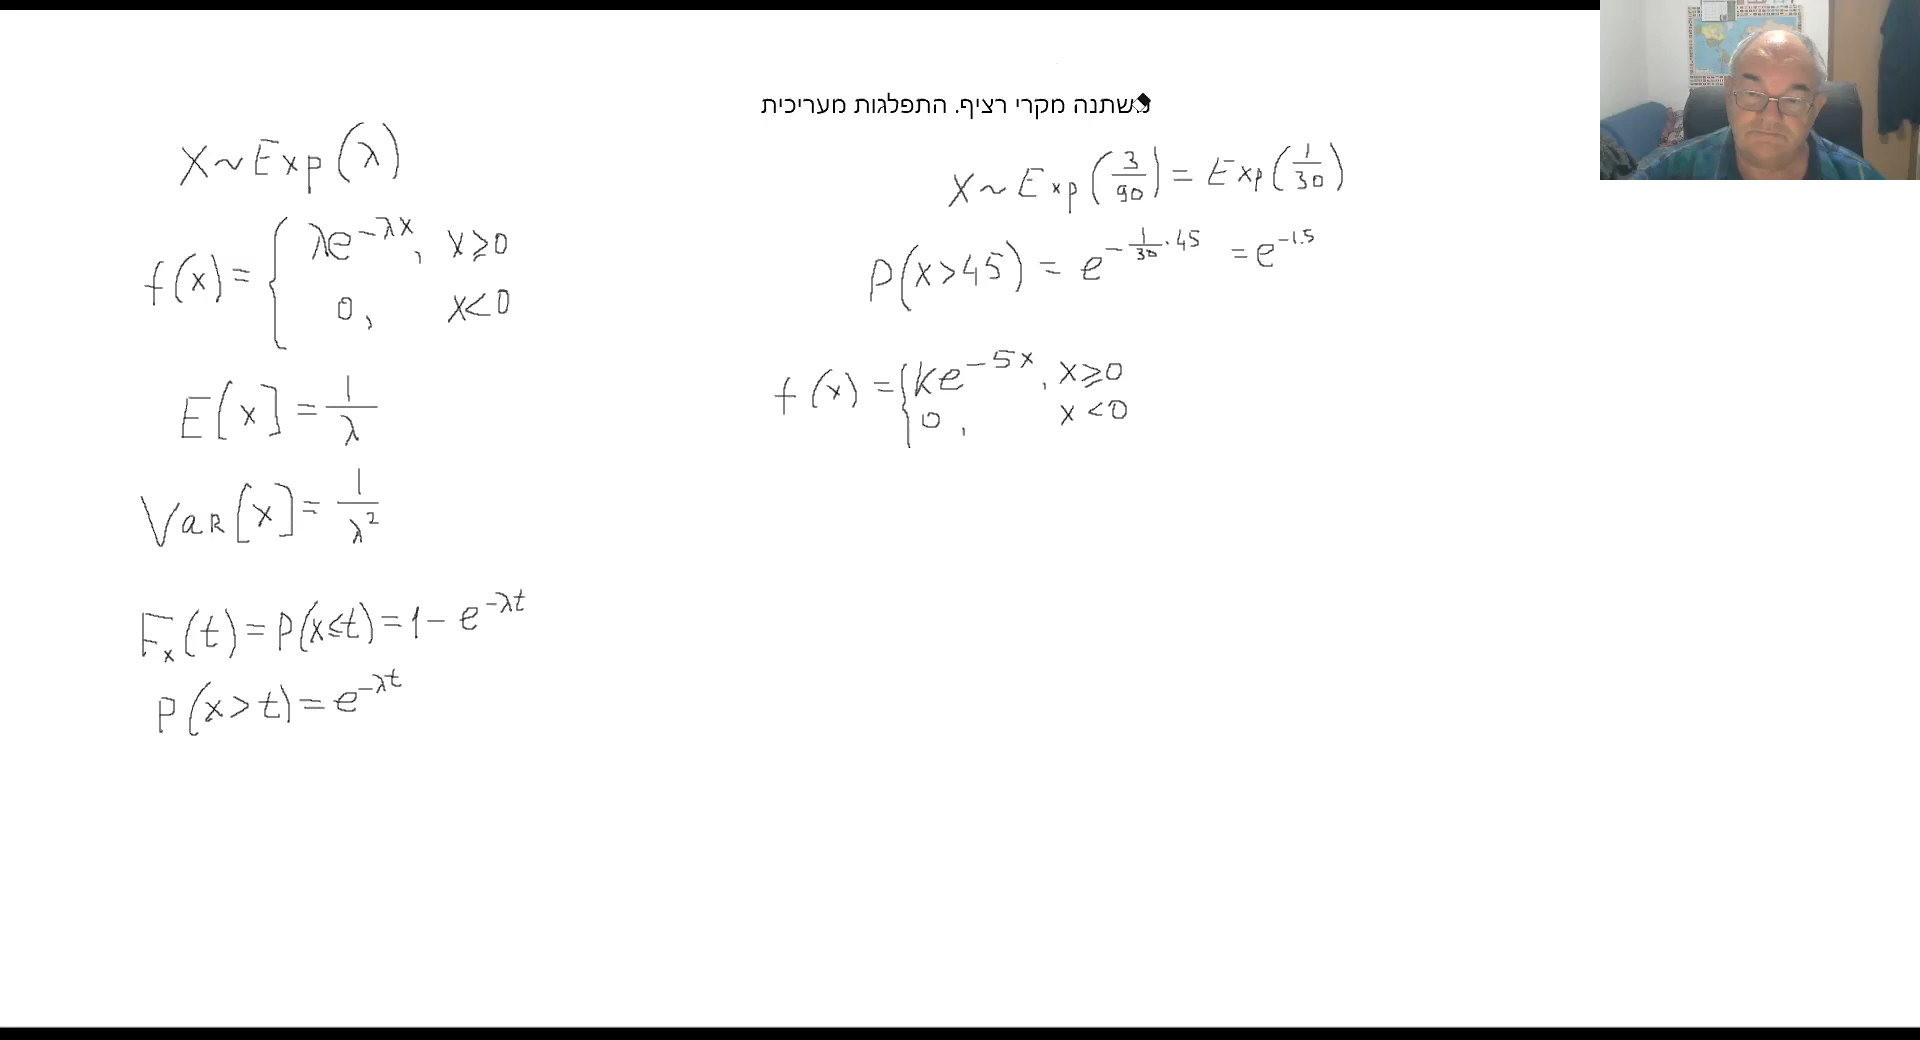 משתנה מקרי רציף. התפלגות מעריכית
X~Exp(λ)
f(x) = { λe^{-λx}, x≥0
0, x<0
E[x] = 1/λ
Var[x] = 1/λ²
F_x(t) = P(x≤t) = 1 - e^{-λt}
P(x>t) = e^{-λt}
X~Exp(3/90) = Exp(1/30)
P(x>45) = e^{-1/30·45} = e^{-1.5}
f(x) = { ke^{-5x}, x≥0
0, x<0